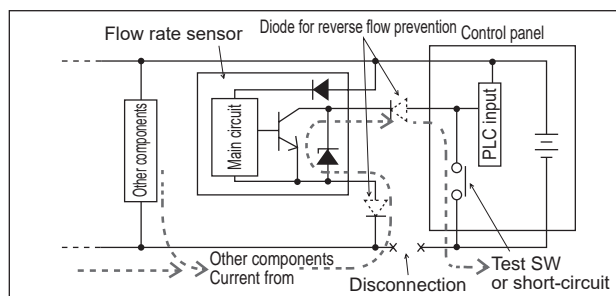 Diode for reverse flow prevention
Flow rate sensor
Control panel
Main circuit
PLC input
Other components
Other components
Current from
Disconnection
Test SW
or short-circuit